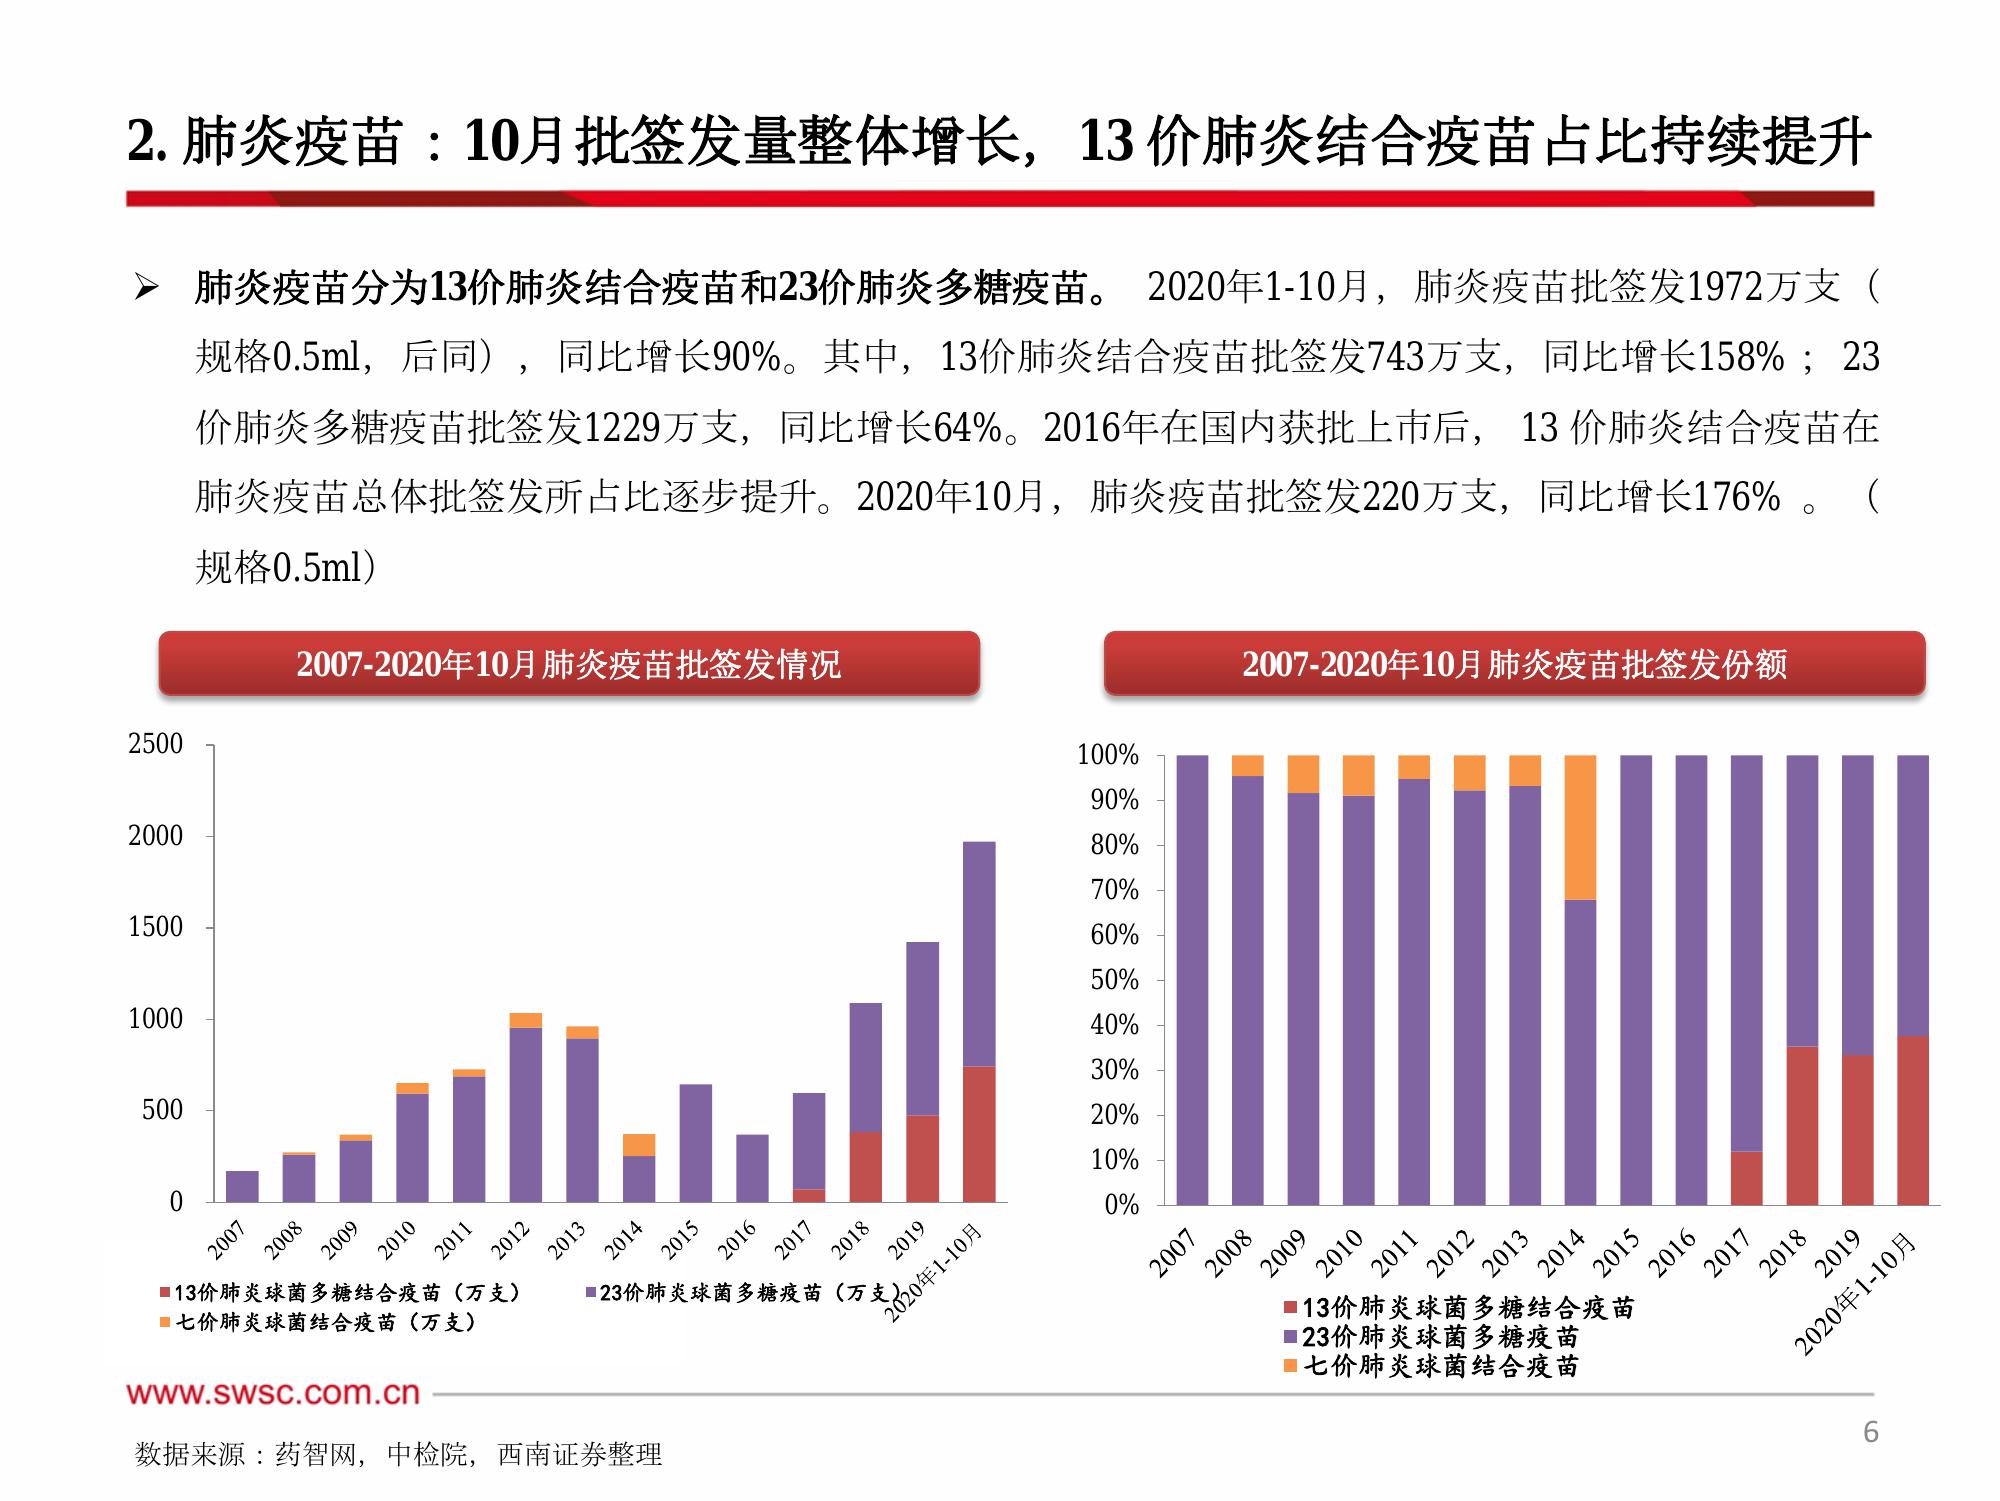 2. 肺炎疫苗：10月批签发量整体增长，13 价肺炎结合疫苗占比持续提升
➢ 肺炎疫苗分为13价肺炎结合疫苗和23价肺炎多糖疫苗。 2020年1-10月，肺炎疫苗批签发1972万支（
规格0.5ml，后同），同比增长90%。其中，13价肺炎结合疫苗批签发743万支，同比增长158% ；23
价肺炎多糖疫苗批签发1229万支，同比增长64%。2016年在国内获批上市后， 13 价肺炎结合疫苗在
肺炎疫苗总体批签发所占比逐步提升。2020年10月，肺炎疫苗批签发220万支，同比增长176% 。（
规格0.5ml）
2007-2020年10月肺炎疫苗批签发情况
2500
2000
1500
1000
500
0
2007 2008 2009 2010 2011 2012 2013 2014 2015 2016 2017 2018 2019 2020年1-10月
13价肺炎球菌多糖结合疫苗（万支） 23价肺炎球菌多糖疫苗（万支）
七价肺炎球菌结合疫苗（万支）
2007-2020年10月肺炎疫苗批签发份额
100%
90%
80%
70%
60%
50%
40%
30%
20%
10%
0%
2007 2008 2009 2010 2011 2012 2013 2014 2015 2016 2017 2018 2019 2020年1-10月
13价肺炎球菌多糖结合疫苗
23价肺炎球菌多糖疫苗
七价肺炎球菌结合疫苗
www.swsc.com.cn
6
数据来源：药智网，中检院，西南证券整理